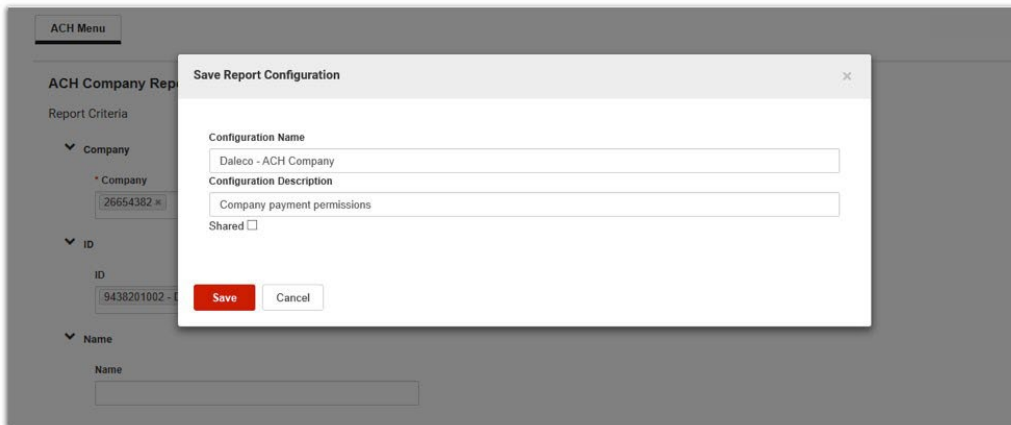 ACH Menu
ACH Company Rep
Report Criteria
Company
* Company
26654382 ×
ID
ID
9438201002 - D
Name
Name
Save Report Configuration
×
Configuration Name
Daleco - ACH Company
Configuration Description
Company payment permissions
Shared
Save
Cancel